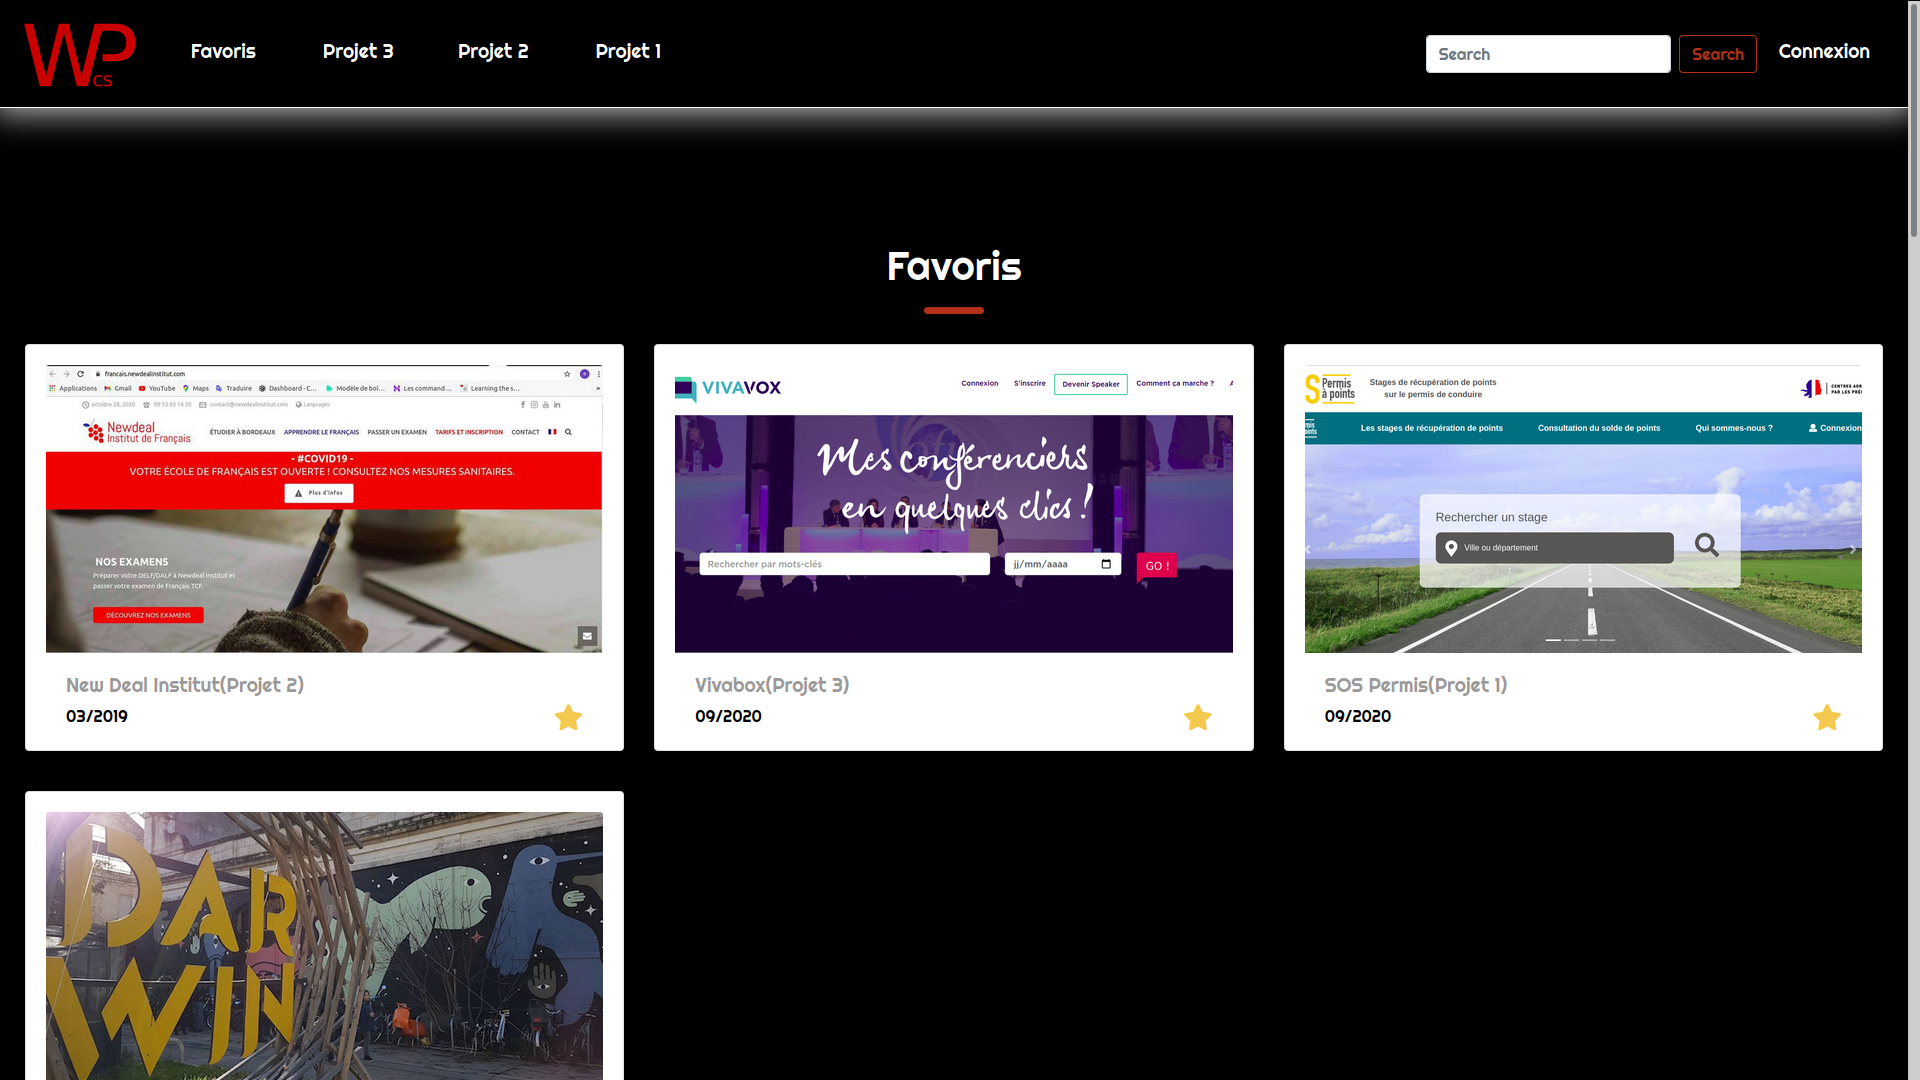 WP CS
Favoris
Projet 3
Projet 2
Projet 1
Search
Search
Connexion
Favoris
francais.newdealinstitut.com
Applications
Gmail
YouTube
Maps
Traduire
Dashboard - C...
Modèle de bol...
Les command...
Learning the s...
octobre 28, 2020
09 53 03 16 20
contact@newdealinstitut.com
Languages
Newdeal
Institut de Français
ÉTUDIER À BORDEAUX
APPRENDRE LE FRANÇAIS
PASSER UN EXAMEN
TARIFS ET INSCRIPTION
CONTACT
- #COVID19 -
VOTRE ÉCOLE DE FRANÇAIS EST OUVERTE ! CONSULTEZ NOS MESURES SANITAIRES.
Plus d'infos
NOS EXAMENS
Préparer votre DELF/DALF à Newdeal Institut et
passer votre examen de Français TCF.
DÉCOUVREZ NOS EXAMENS
New Deal Institut(Projet 2)
03/2019
VIVAVOX
Connexion
S'inscrire
Devenir Speaker
Comment ça marche ?
Mes conférenciers
en quelques clics !
Rechercher par mots-clés
jj/mm/aaaa
GO !
Vivabox(Projet 3)
09/2020
SOS Permis
à points
Stages de récupération de points
sur le permis de conduire
Les stages de récupération de points
Consultation du solde de points
Qui sommes-nous ?
Connexion
Rechercher un stage
Ville ou département
SOS Permis(Projet 1)
09/2020
DAR
WIN